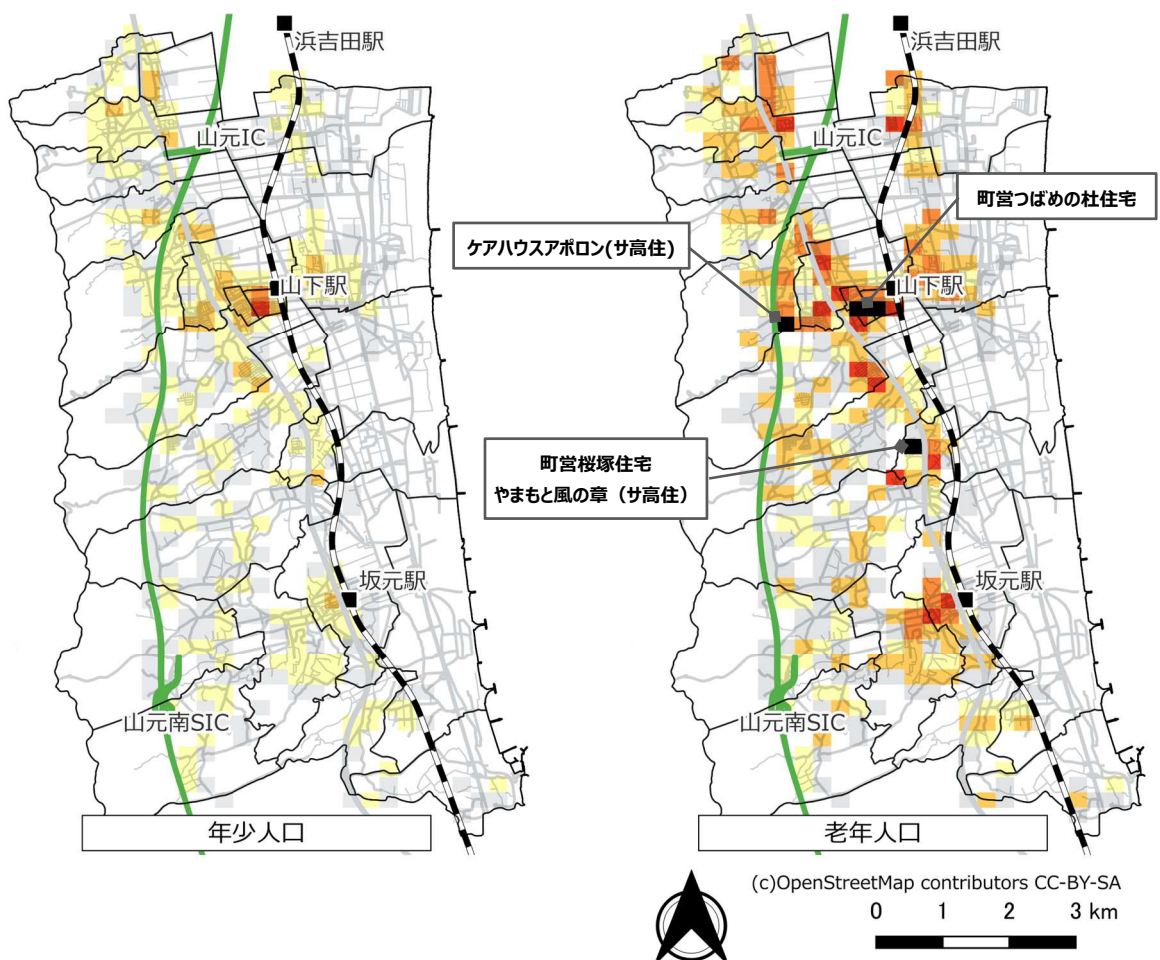 浜吉田駅
山元IC
山下駅
坂元駅
山元南SIC
年少人口
浜吉田駅
山元IC
町営つばめの杜住宅
ケアハウスアポロン(サ高住)
山下駅
町営桜塚住宅
やまもと風の章（サ高住）
坂元駅
山元南SIC
老年人口
(c)OpenStreetMap contributors CC-BY-SA
0 1 2 3 km